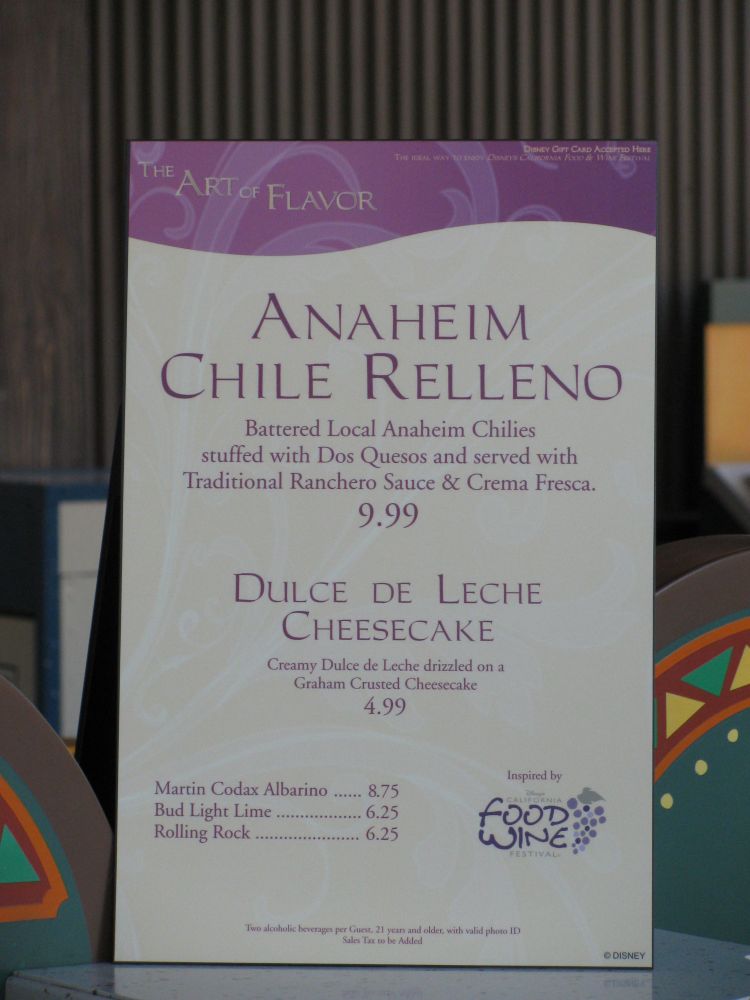 Disney Gift Card Accepted Here
The ideal way to enjoy Disney's California Food & Wine Festival
The Art of Flavor
Anaheim
Chile Relleno
Battered Local Anaheim Chilies
stuffed with Dos Quesos and served with
Traditional Ranchero Sauce & Crema Fresca.
9.99
Dulce de Leche
Cheesecake
Creamy Dulce de Leche drizzled on a
Graham Crusted Cheesecake
4.99
Martin Codax Albarino ...... 8.75
Bud Light Lime .................. 6.25
Rolling Rock ...................... 6.25
Inspired by
Disney's
CALIFORNIA
FOOD
WINE
FESTIVAL
Two alcoholic beverages per Guest, 21 years and older, with valid photo ID
Sales Tax to be Added
© DISNEY